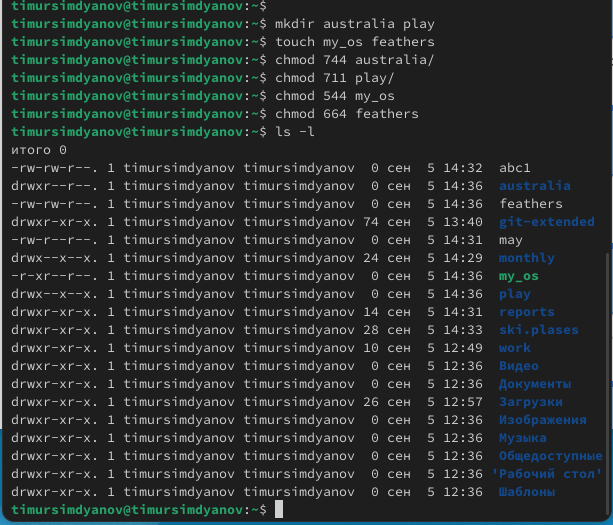 timursimdyanov@timursimdyanov:~$
timursimdyanov@timursimdyanov:~$ mkdir australia play
timursimdyanov@timursimdyanov:~$ touch my_os feathers
timursimdyanov@timursimdyanov:~$ chmod 744 australia/
timursimdyanov@timursimdyanov:~$ chmod 711 play/
timursimdyanov@timursimdyanov:~$ chmod 544 my_os
timursimdyanov@timursimdyanov:~$ chmod 664 feathers
timursimdyanov@timursimdyanov:~$ ls -l
итого 0
-rw-rw-r--. 1 timursimdyanov timursimdyanov  0 сен  5 14:32  abc1
drwxr--r--. 1 timursimdyanov timursimdyanov  0 сен  5 14:36  australia
-rw-rw-r--. 1 timursimdyanov timursimdyanov  0 сен  5 14:36  feathers
drwxr-xr-x. 1 timursimdyanov timursimdyanov 74 сен  5 13:40  git-extended
-rw-r--r--. 1 timursimdyanov timursimdyanov  0 сен  5 14:31  may
drwx--x--x. 1 timursimdyanov timursimdyanov 24 сен  5 14:29  monthly
-r-xr--r--. 1 timursimdyanov timursimdyanov  0 сен  5 14:36  my_os
drwx--x--x. 1 timursimdyanov timursimdyanov  0 сен  5 14:36  play
drwxr-xr-x. 1 timursimdyanov timursimdyanov 14 сен  5 14:31  reports
drwxr-xr-x. 1 timursimdyanov timursimdyanov 28 сен  5 14:33  ski.plases
drwxr-xr-x. 1 timursimdyanov timursimdyanov 10 сен  5 12:49  work
drwxr-xr-x. 1 timursimdyanov timursimdyanov  0 сен  5 12:36  Видео
drwxr-xr-x. 1 timursimdyanov timursimdyanov  0 сен  5 12:36  Документы
drwxr-xr-x. 1 timursimdyanov timursimdyanov 26 сен  5 12:57  Загрузки
drwxr-xr-x. 1 timursimdyanov timursimdyanov  0 сен  5 12:36  Изображения
drwxr-xr-x. 1 timursimdyanov timursimdyanov  0 сен  5 12:36  Музыка
drwxr-xr-x. 1 timursimdyanov timursimdyanov  0 сен  5 12:36  Общедоступные
drwxr-xr-x. 1 timursimdyanov timursimdyanov  0 сен  5 12:36 'Рабочий стол'
drwxr-xr-x. 1 timursimdyanov timursimdyanov  0 сен  5 12:36  Шаблоны
timursimdyanov@timursimdyanov:~$